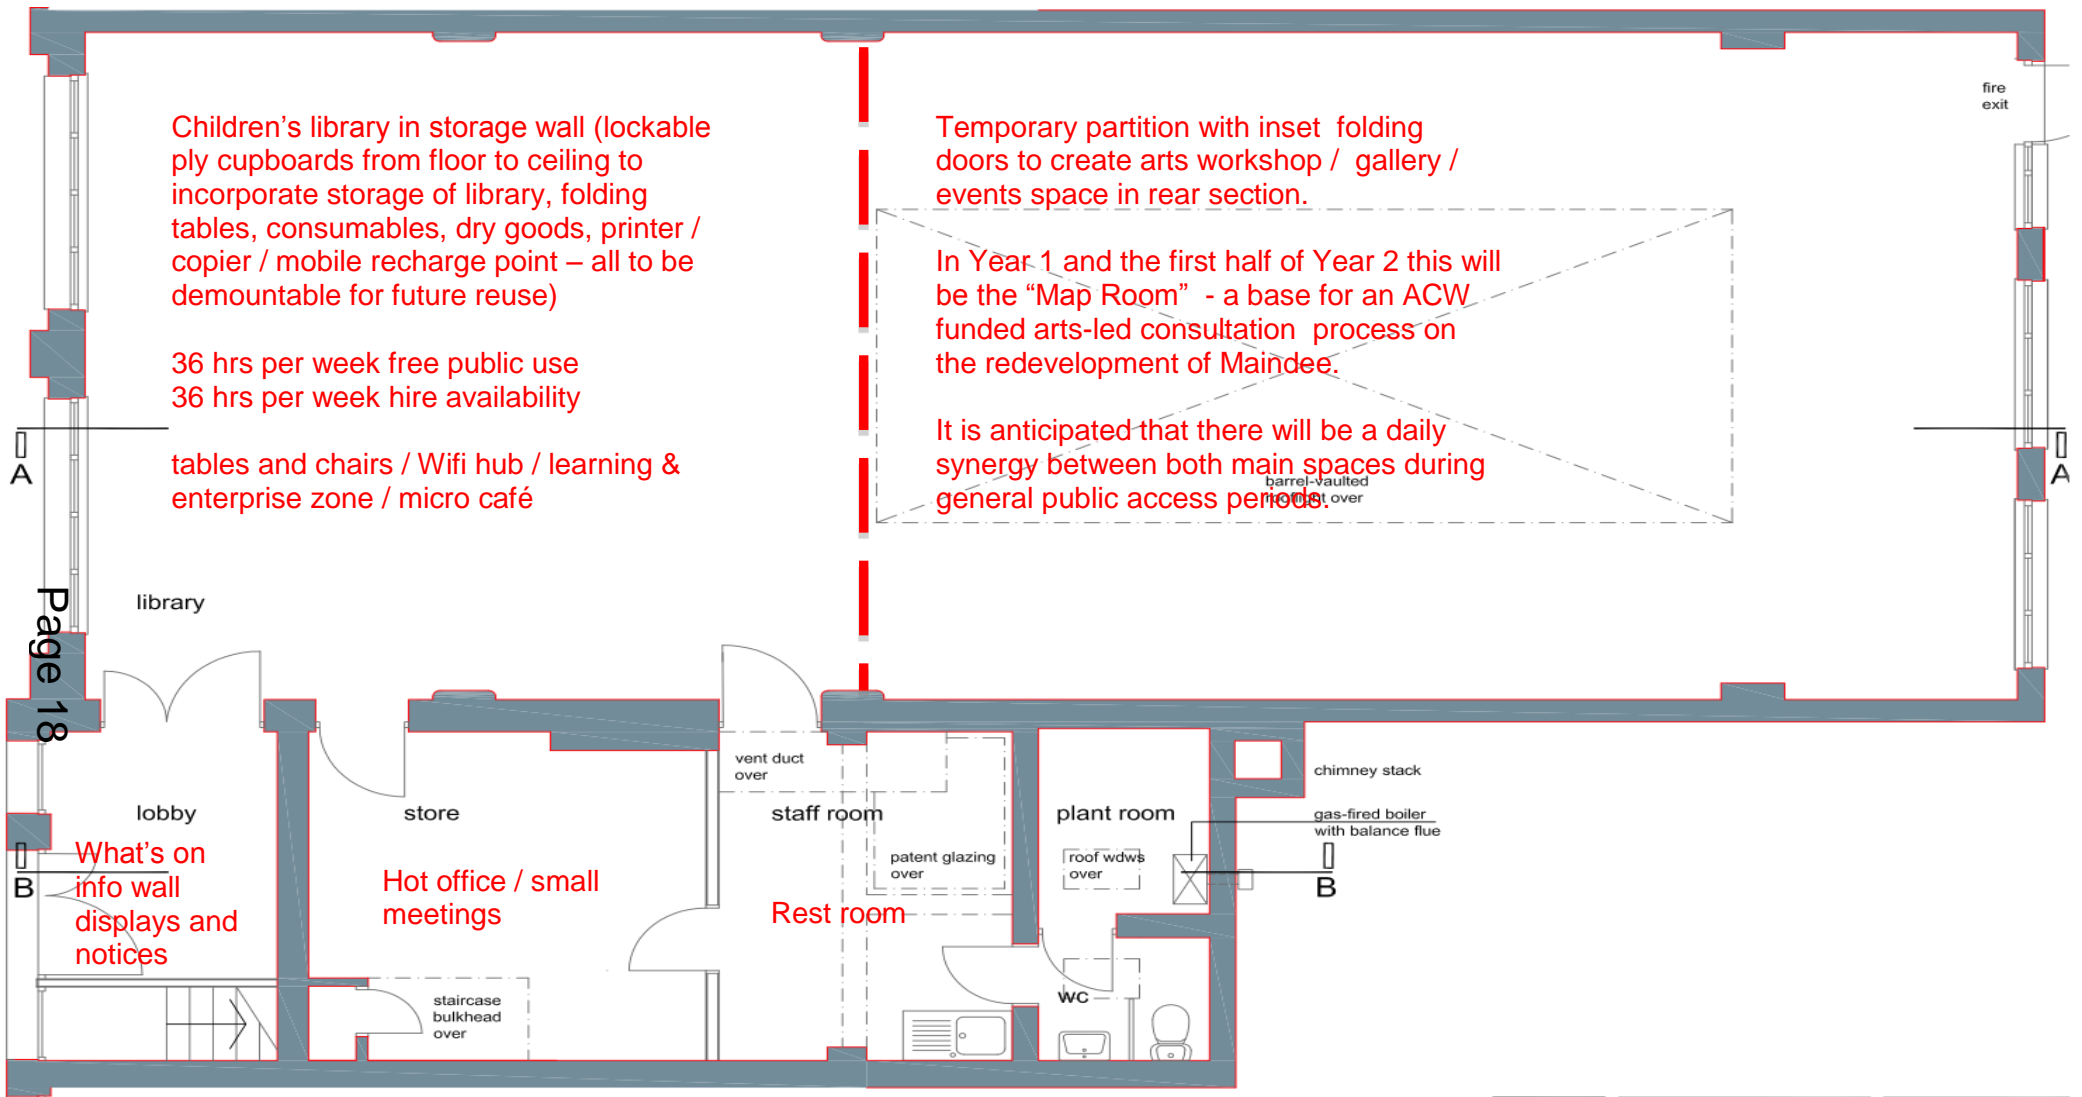 fire
exit
Children’s library in storage wall (lockable
ply cupboards from floor to ceiling to
incorporate storage of library, folding
tables, consumables, dry goods, printer /
copier / mobile recharge point – all to be
demountable for future reuse)
36 hrs per week free public use
36 hrs per week hire availability
tables and chairs / Wifi hub / learning &
enterprise zone / micro café
Temporary partition with inset folding
doors to create arts workshop / gallery /
events space in rear section.
In Year 1 and the first half of Year 2 this will
be the “Map Room” - a base for an ACW
funded arts-led consultation process on
the redevelopment of Maindee.
It is anticipated that there will be a daily
synergy between both main spaces during
general public access periods.
barrel-vaulted
rooflight over
A
A
library
Page 18
lobby
What’s on
info wall
displays and
notices
B
store
Hot office / small
meetings
staircase
bulkhead
over
vent duct
over
staff room
patent glazing
over
Rest room
plant room
roof wdws
over
wc
chimney stack
gas-fired boiler
with balance flue
B